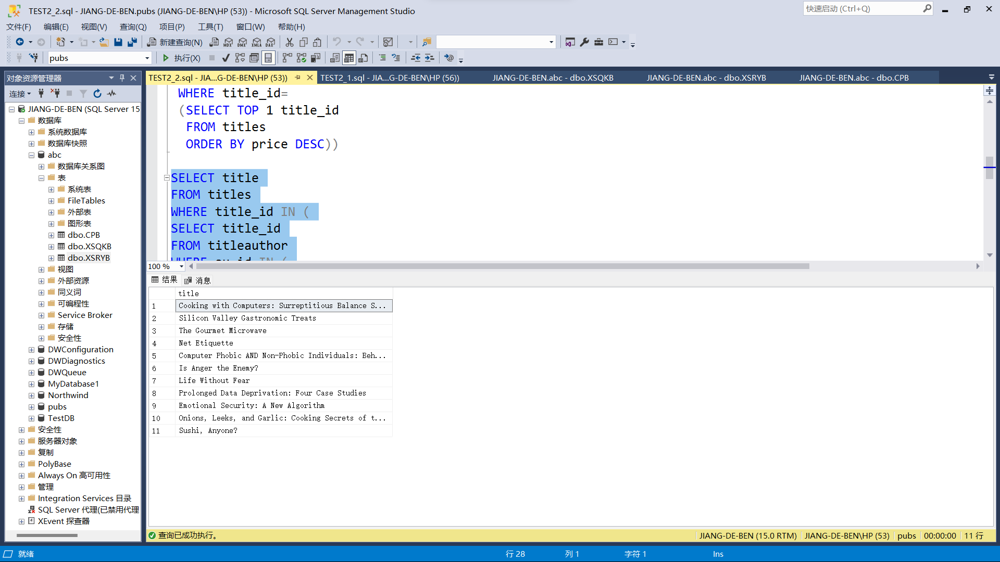 TEST2_2.sql - JIANG-DE-BEN.pubs (JIANG-DE-BEN\HP (53)) - Microsoft SQL Server Management Studio
快速启动 (Ctrl+Q)
文件(F) 编辑(E) 视图(V) 查询(Q) 项目(P) 工具(T) 窗口(W) 帮助(H)
新建查询(N) MDX DMX XMLA DAX
pubs 执行(X)
对象资源管理器
连接
JIANG-DE-BEN (SQL Server 15
数据库
系统数据库
数据库快照
abc
数据库关系图
表
系统表
FileTables
外部表
图形表
dbo.CPB
dbo.XSQKB
dbo.XSRYB
视图
外部资源
同义词
可编程性
Service Broker
存储
安全性
DWConfiguration
DWDiagnostics
DWQueue
MyDatabase1
Northwind
pubs
TestDB
安全性
服务器对象
复制
PolyBase
Always On 高可用性
管理
Integration Services 目录
SQL Server 代理(已禁用代理
XEvent 探查器
TEST2_2.sql - JIA...G-DE-BEN\HP (53)) TEST2_1.sql - JIA...G-DE-BEN\HP (56)) JIANG-DE-BEN.abc - dbo.XSQKB JIANG-DE-BEN.abc - dbo.XSRYB JIANG-DE-BEN.abc - dbo.CPB
WHERE title_id=
(SELECT TOP 1 title_id
FROM titles
ORDER BY price DESC))
SELECT title
FROM titles
WHERE title_id IN (
SELECT title_id
FROM titleauthor
WHERE au_id IN (
100 %
结果 消息
title
1 Cooking with Computers: Surreptitious Balance S...
2 Silicon Valley Gastronomic Treats
3 The Gourmet Microwave
4 Net Etiquette
5 Computer Phobic AND Non-Phobic Individuals: Beh...
6 Is Anger the Enemy?
7 Life Without Fear
8 Prolonged Data Deprivation: Four Case Studies
9 Emotional Security: A New Algorithm
10 Onions, Leeks, and Garlic: Cooking Secrets of t...
11 Sushi, Anyone?
查询已成功执行。 JIANG-DE-BEN (15.0 RTM) JIANG-DE-BEN\HP (53) pubs 00:00:00 11 行
就绪 行 28 列 1 字符 1 Ins